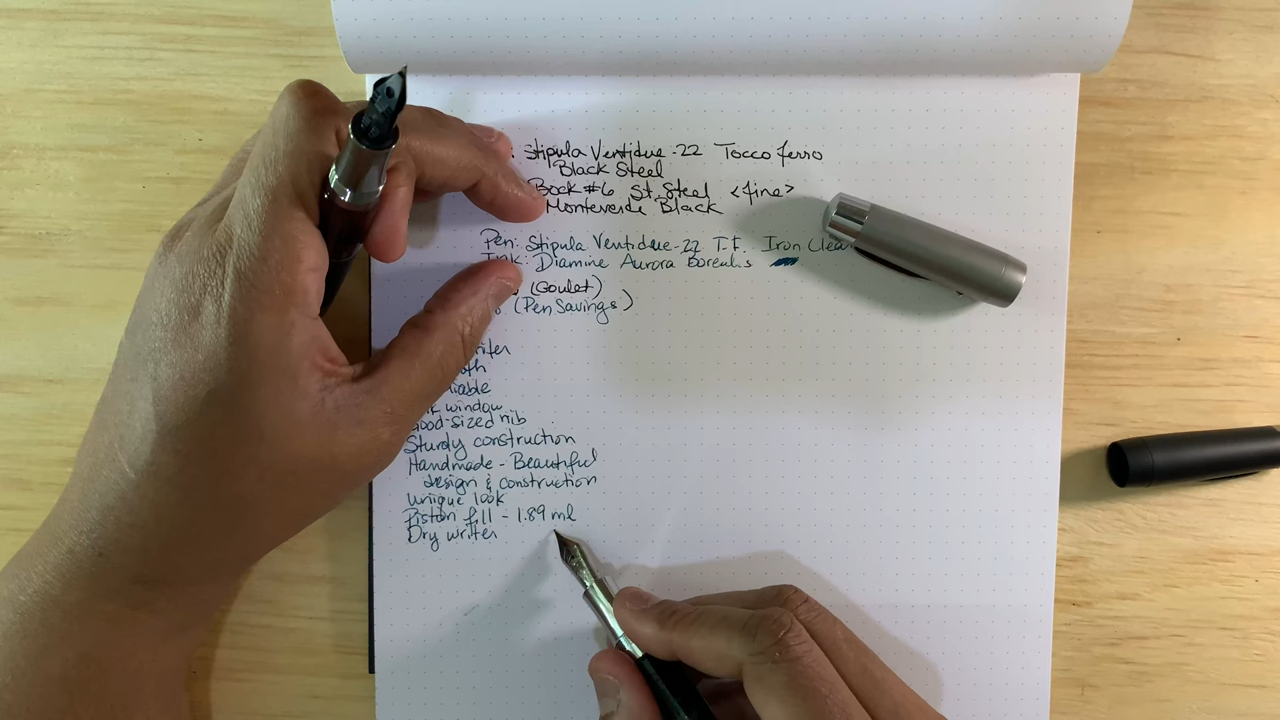 : Stipula Ventidue-22 Tocco ferro
Black Steel
Bock #6 St. Steel <fine>
Monteverde Black
Pen: Stipula Ventidue-22 T.F. Iron Clean
Ink: Diamine Aurora Borealis
(Goulet)
(Pen Savings)
window
Good-sized nib
Sturdy construction
Handmade - Beautiful
design & construction
Unique look
Piston fill - 1.89 ml
Dry writer